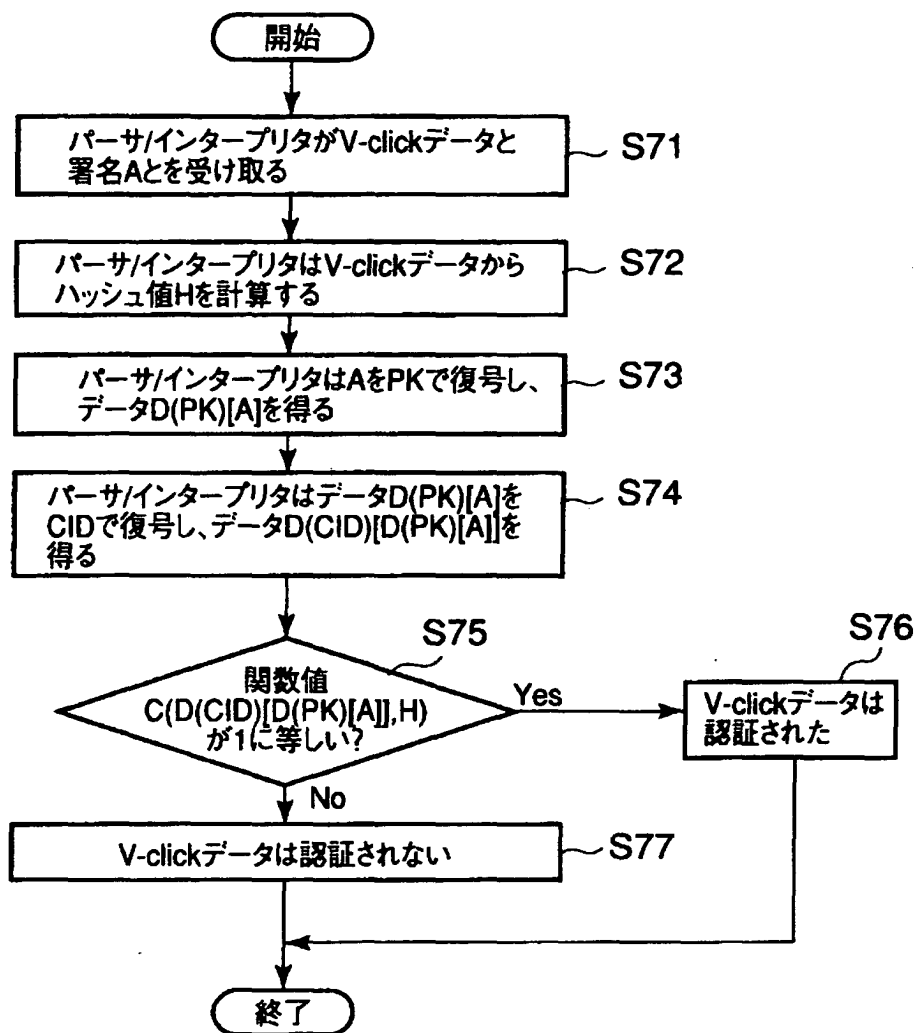 開始
パーサ/インタープリタがV-clickデータと
署名Aとを受け取る
S71
パーサ/インタープリタはV-clickデータから
ハッシュ値Hを計算する
S72
パーサ/インタープリタはAをPKで復号し、
データD(PK)[A]を得る
S73
パーサ/インタープリタはデータD(PK)[A]を
CIDで復号し、データD(CID)[D(PK)[A]]を
得る
S74
S75
関数値
C(D(CID)[D(PK)[A]],H)
が1に等しい?
Yes
S76
V-clickデータは
認証された
No
V-clickデータは認証されない
S77
終了